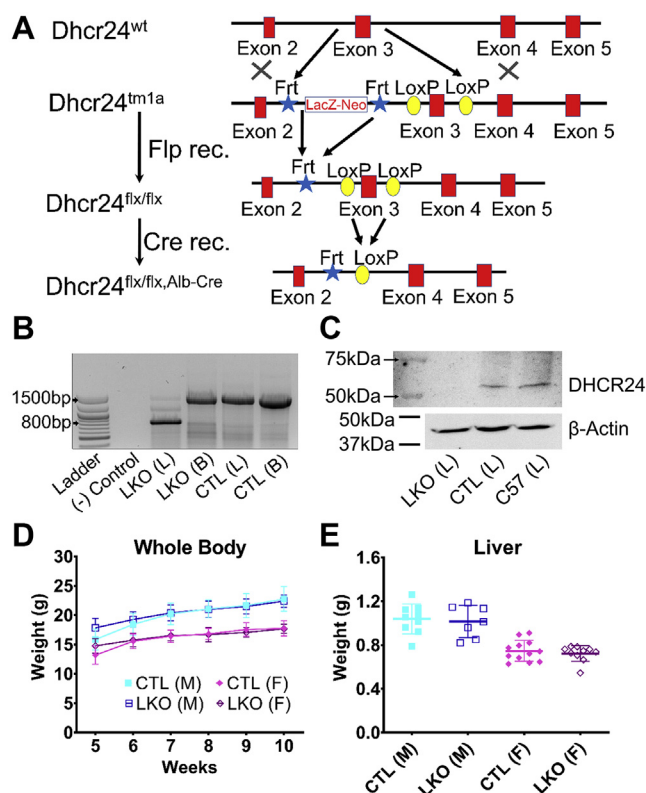 A
Dhcr24wt
Exon 2 Exon 3 Exon 4 Exon 5
Frt Frt LoxP LoxP
Dhcr24tm1a
LacZ-Neo
Exon 2 Exon 3 Exon 4 Exon 5
Flp rec.
Frt LoxP LoxP
Dhcr24flx/flx
Exon 2 Exon 3 Exon 4 Exon 5
Cre rec.
Frt LoxP
Dhcr24flx/flx,Alb-Cre
Exon 2 Exon 4 Exon 5
B
1500bp
800bp
Ladder
(-) Control
LKO (L)
LKO (B)
CTL (L)
CTL (B)
C
75kDa
50kDa
DHCR24
50kDa
37kDa
β-Actin
LKO (L)
CTL (L)
C57 (L)
D
Whole Body
Weight (g)
30
25
20
15
10
5
0
CTL (M) CTL (F)
LKO (M) LKO (F)
5 6 7 8 9 10
Weeks
E
Liver
Weight (g)
1.6
1.2
0.8
0.4
0.0
CTL (M)
LKO (M)
CTL (F)
LKO (F)